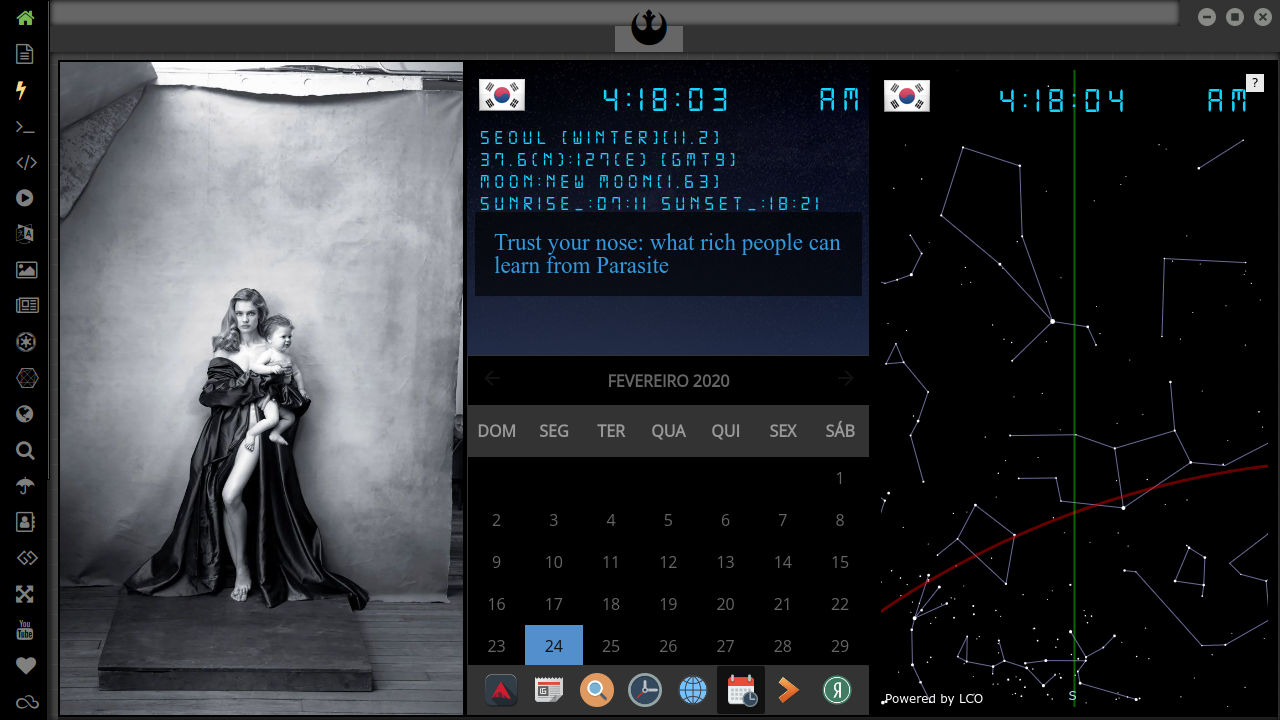 4:18:03 AM
SEOUL (WINTER)(11.2)
37.6(N):127(E) (GMT9)
MOON:NEW MOON(1.63)
SUNRISE_:07:11 SUNSET_:18:21
Trust your nose: what rich people can
learn from Parasite
FEVEREIRO 2020
DOM SEG TER QUA QUI SEX SÁB
1
2 3 4 5 6 7 8
9 10 11 12 13 14 15
16 17 18 19 20 21 22
23 24 25 26 27 28 29
4:18:04 AM
?
S
Powered by LCO
You
Tube
Я